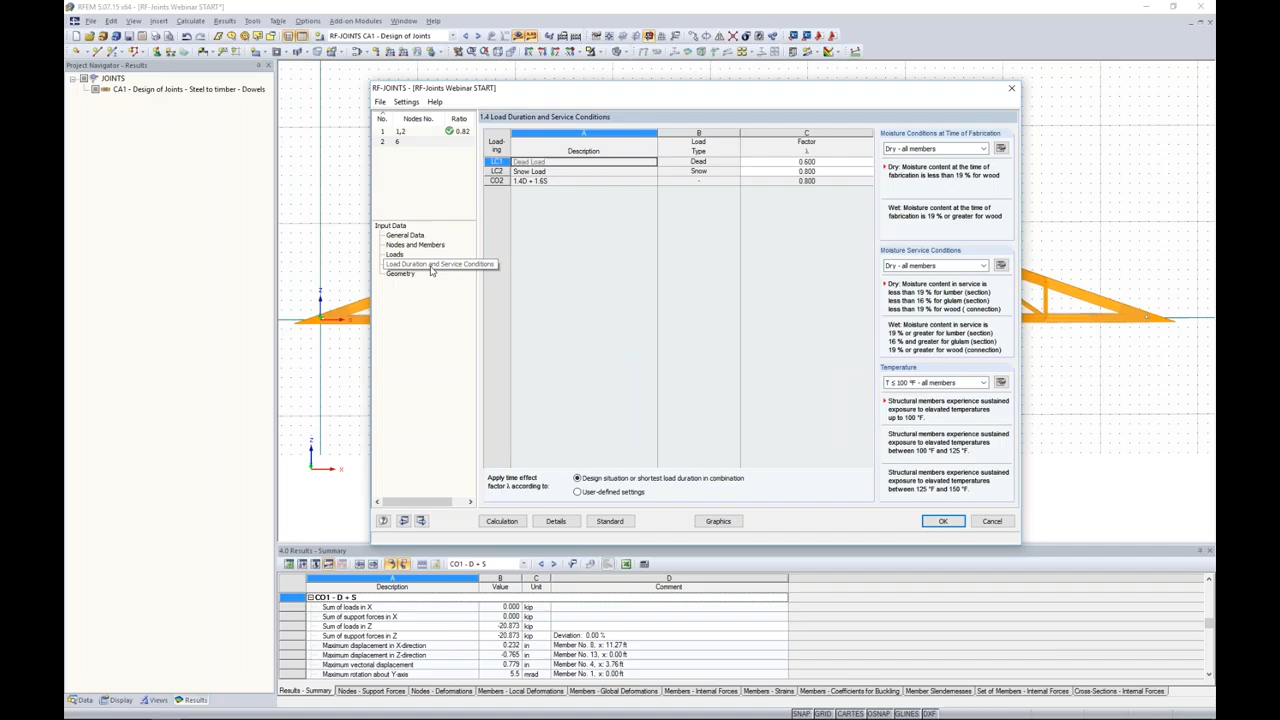 RFEM 5.07.15 x64 - [RF-Joints Webinar START*]
File Edit View Insert Calculate Results Tools Table Options Add-on Modules Window Help
RF-JOINTS CA1 - Design of Joints
Project Navigator - Results
JOINTS
CA1 - Design of Joints - Steel to timber - Dowels
RF-JOINTS - [RF-Joints Webinar START]
File Settings Help
No. Nodes No. Ratio
1 1,2 0.82
2 6
Input Data
General Data
Nodes and Members
Loads
Load Duration and Service Conditions
Geometry
1.4 Load Duration and Service Conditions
A B C
Load- Load Factor
ing Description Type λ
LC1 Dead Load Dead 0.600
LC2 Snow Load Snow 0.800
CO2 1.4D + 1.6S - 0.800
Apply time effect
factor λ according to:
Design situation or shortest load duration in combination
User-defined settings
Moisture Conditions at Time of Fabrication
Dry - all members
Dry: Moisture content at the time of
fabrication is less than 19 % for wood
Wet: Moisture content at the time of
fabrication is 19 % or greater for wood
Moisture Service Conditions
Dry - all members
Dry: Moisture content in service is
less than 19 % for lumber (section)
less than 16 % for glulam (section)
less than 19 % for wood ( connection)
Wet: Moisture content in service is
19 % or greater for lumber (section)
16 % and greater for glulam (section)
19 % or greater for wood (connection)
Temperature
T ≤ 100 °F - all members
Structural members experience sustained
exposure to elavated temperatures
up to 100 °F.
Structural members experience sustained
exposure to elavated temperatures
between 100 °F and 125 °F.
Structural members experience sustained
exposure to elavated temperatures
between 125 °F and 150 °F.
Calculation Details Standard Graphics OK Cancel
4.0 Results - Summary
CO1 - D + S
A B C D
Description Value Unit Comment
CO1 - D + S
Sum of loads in X 0.000 kip
Sum of support forces in X 0.000 kip
Sum of loads in Z -20.873 kip
Sum of support forces in Z -20.873 kip Deviation: 0.00 %
Maximum displacement in X-direction 0.232 in Member No. 8, x: 11.27 ft
Maximum displacement in Z-direction -0.765 in Member No. 13, x: 0.00 ft
Maximum vectorial displacement 0.779 in Member No. 4, x: 3.76 ft
Maximum rotation about Y-axis 5.5 mrad Member No. 1, x: 0.00 ft
Results - Summary Nodes - Support Forces Nodes - Deformations Members - Local Deformations Members - Global Deformations Members - Internal Forces Members - Strains Members - Coefficients for Buckling Member Slendernesses Set of Members - Internal Forces Cross-Sections - Internal Forces
Data Display Views Results
SNAP GRID CARTES OSNAP GLINES DXF